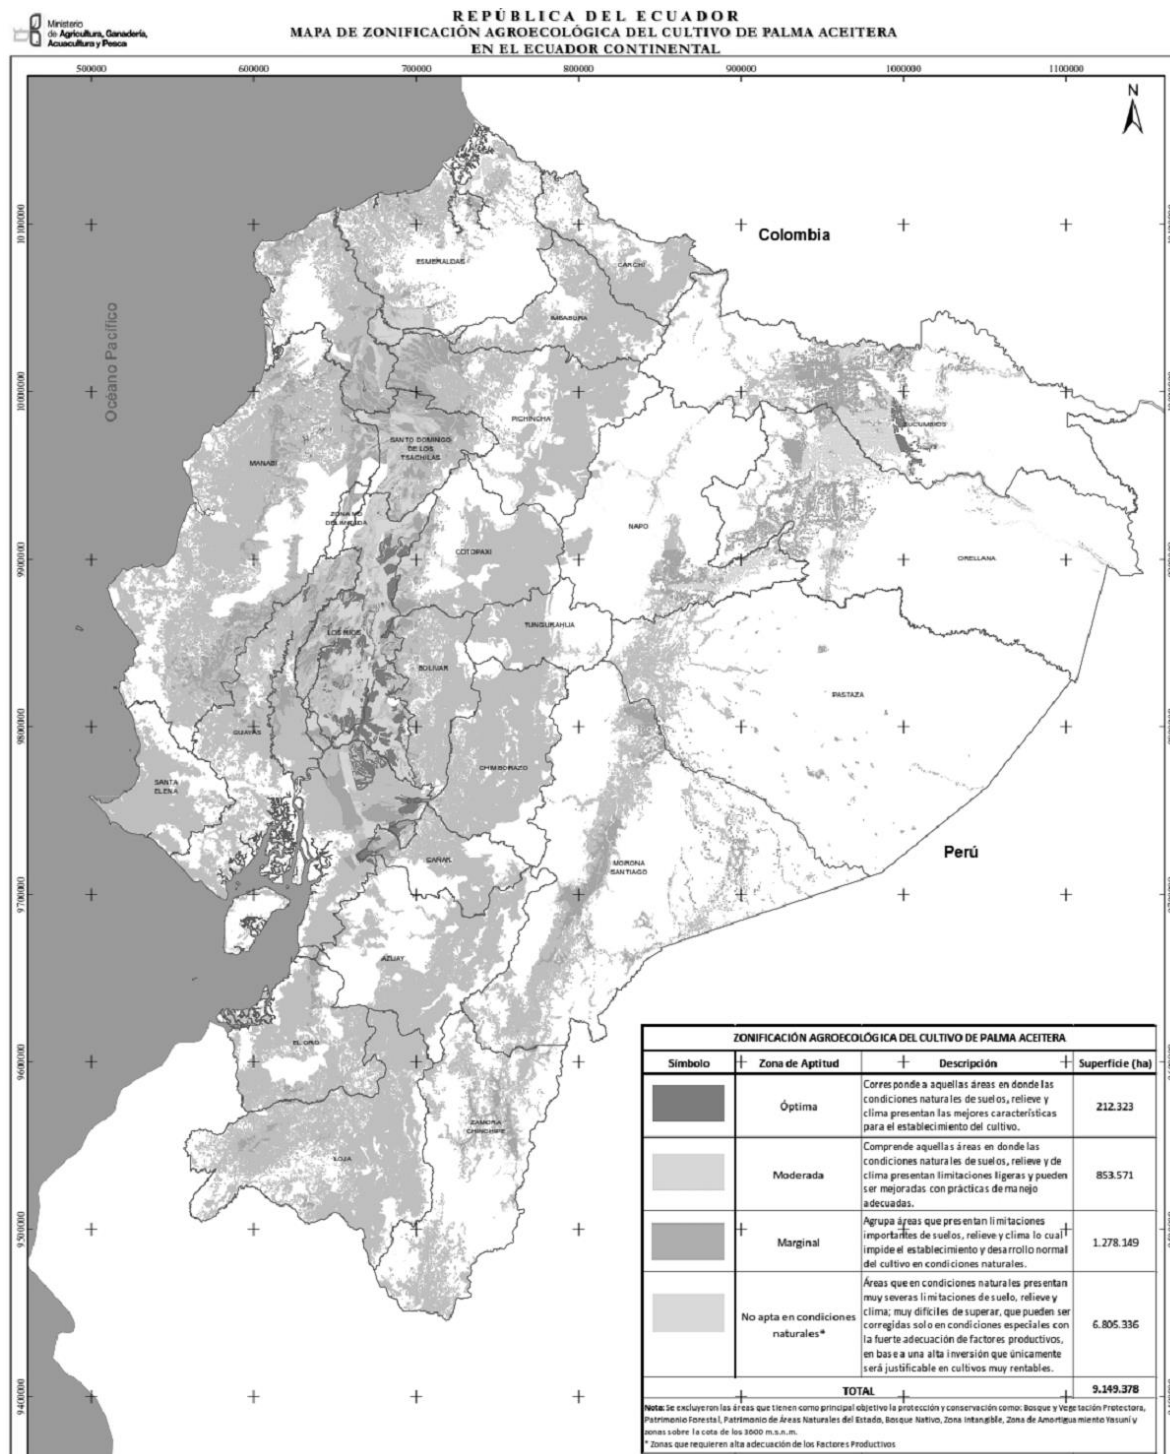 Ministerio
de Agricultura, Ganadería,
Acuacultura y Pesca
REPÚBLICA DEL ECUADOR
MAPA DE ZONIFICACIÓN AGROECOLÓGICA DEL CULTIVO DE PALMA ACEITERA
EN EL ECUADOR CONTINENTAL
500000 600000 700000 800000 900000 1000000 1100000
N
10100000
Colombia
ESMERALDAS
CARCHI
IMBABURA
Océano Pacífico
10000000
PICHINCHA
SUCUMBIOS
SANTO DOMINGO
DE LOS
TSACHILAS
MANABI
ZONA NO
DELIMITADA
NAPO
9900000
COTOPAXI
ORELLANA
TUNGURAHUA
LOS RIOS
BOLIVAR
PASTAZA
9800000
GUAYAS
CHIMBORAZO
SANTA
ELENA
Perú
CAÑAR
MORONA
SANTIAGO
9700000
AZUAY
EL ORO
9600000
ZAMORA
CHINCHIPE
LOJA
9500000
9400000
ZONIFICACIÓN AGROECOLÓGICA DEL CULTIVO DE PALMA ACEITERA
Símbolo Zona de Aptitud Descripción Superficie (ha)
Óptima
Corresponde a aquellas áreas en donde las
condiciones naturales de suelos, relieve y
clima presentan las mejores características
para el establecimiento del cultivo.
212.323
Moderada
Comprende aquellas áreas en donde las
condiciones naturales de suelos, relieve y de
clima presentan limitaciones ligeras y pueden
ser mejoradas con prácticas de manejo
adecuadas.
853.571
Marginal
Agrupa áreas que presentan limitaciones
importantes de suelos, relieve y clima lo cual
impide el establecimiento y desarrollo normal
del cultivo en condiciones naturales.
1.278.149
No apta en condiciones
naturales*
Áreas que en condiciones naturales presentan
muy severas limitaciones de suelo, relieve y
clima; muy difíciles de superar, que pueden ser
corregidas solo en condiciones especiales con
la fuerte adecuación de factores productivos,
en base a una alta inversión que únicamente
será justificable en cultivos muy rentables.
6.805.336
TOTAL 9.149.378
Nota: Se excluyeron las áreas que tienen como principal objetivo la protección y conservación como: Bosque y Vegetación Protectora,
Patrimonio Forestal, Patrimonio de Áreas Naturales del Estado, Bosque Nativo, Zona Intangible, Zona de Amortiguamiento Yasuní y
zonas sobre la cota de los 3600 m.s.n.m.
* Zonas que requieren alta adecuación de los Factores Productivos